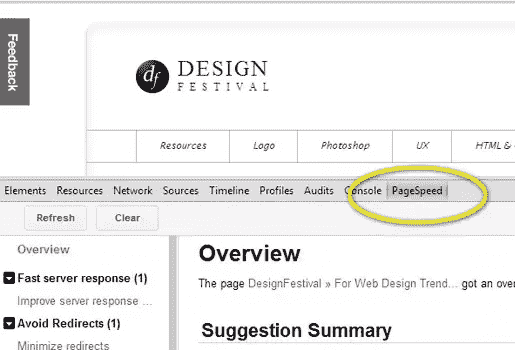 Feedback
df DESIGN
FESTIVAL
Resources Logo Photoshop UX HTML &
Elements Resources Network Sources Timeline Profiles Audits Console PageSpeed
Refresh Clear
Overview
Fast server response (1)
Improve server response ...
Avoid Redirects (1)
Minimize redirects
Overview
The page DesignFestival » For Web Design Trend... got an over
Suggestion Summary